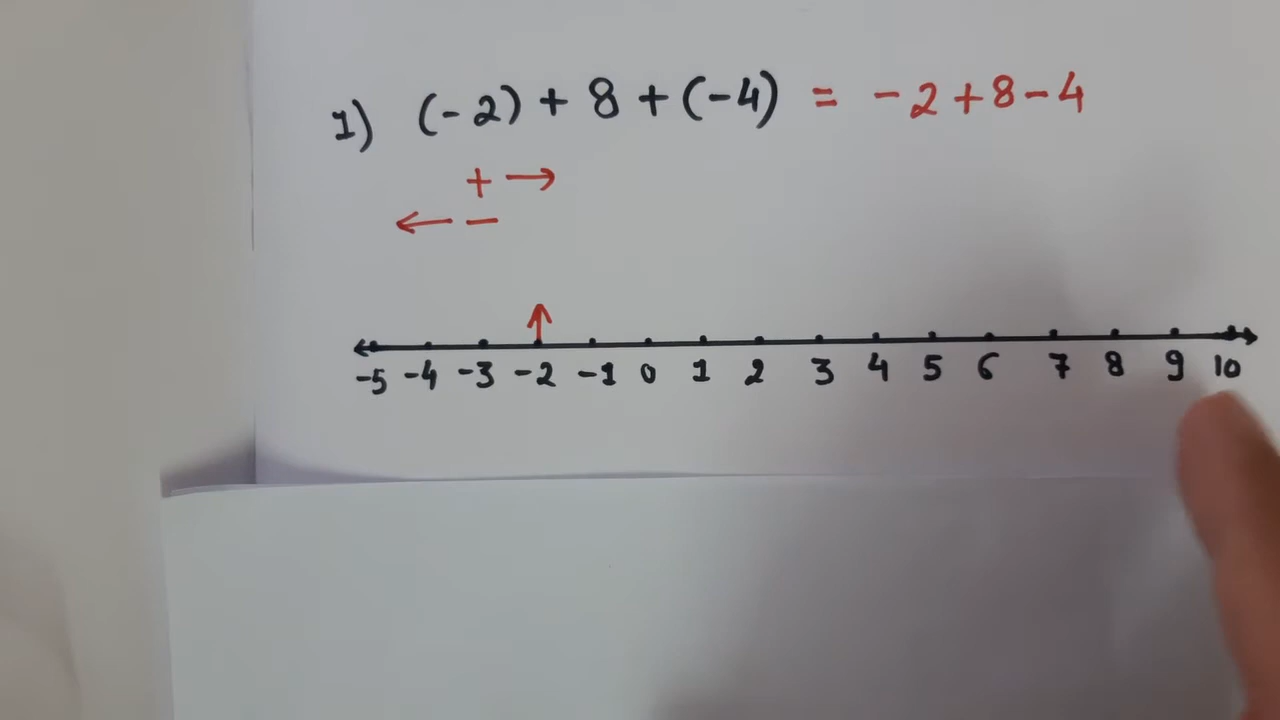 1) (-2) + 8 + (-4) = -2+8-4
+ →
← −
-5 -4 -3 -2 -1 0 1 2 3 4 5 6 7 8 9 10